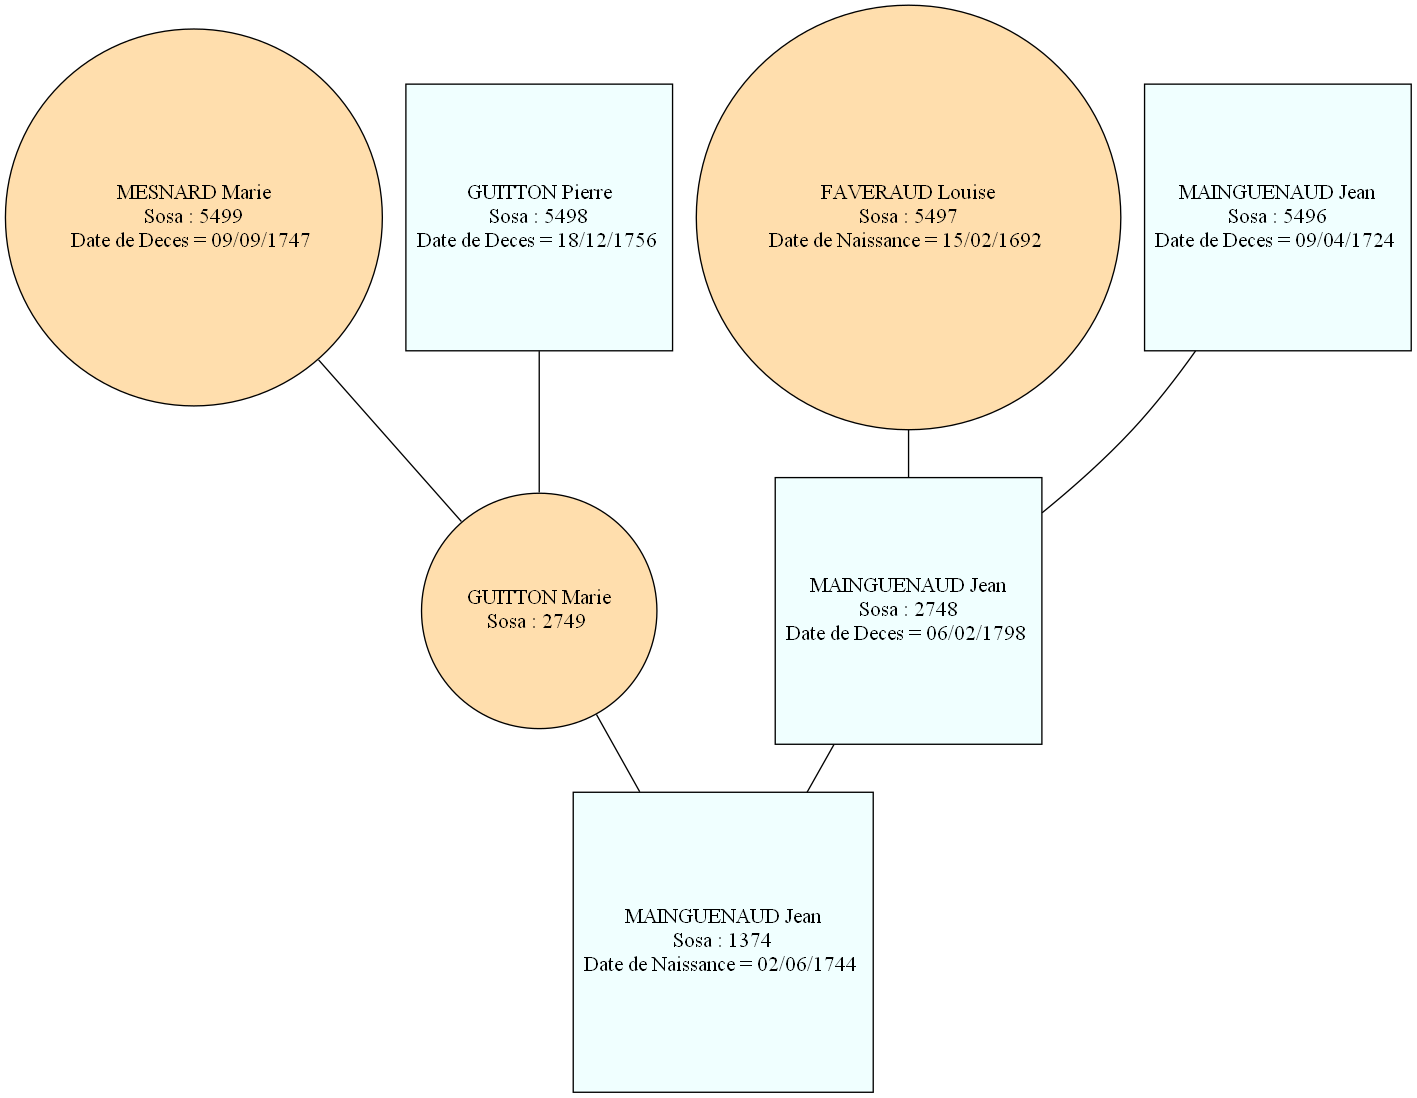 MESNARD Marie
Sosa : 5499
Date de Deces = 09/09/1747
GUITTON Pierre
Sosa : 5498
Date de Deces = 18/12/1756
FAVERAUD Louise
Sosa : 5497
Date de Naissance = 15/02/1692
MAINGUENAUD Jean
Sosa : 5496
Date de Deces = 09/04/1724
GUITTON Marie
Sosa : 2749
MAINGUENAUD Jean
Sosa : 2748
Date de Deces = 06/02/1798
MAINGUENAUD Jean
Sosa : 1374
Date de Naissance = 02/06/1744